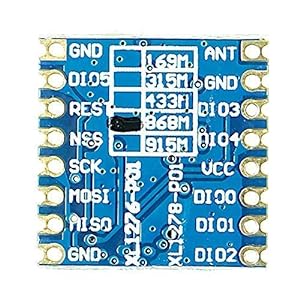 GND
DIO5
REST
NSS
SCK
MOSI
MISO
GND
169M
315M
433M
868M
915M
XL1276-P01
XL1278-P01
ANT
GND
DIO3
DIO4
VCC
DIO0
DIO1
DIO2